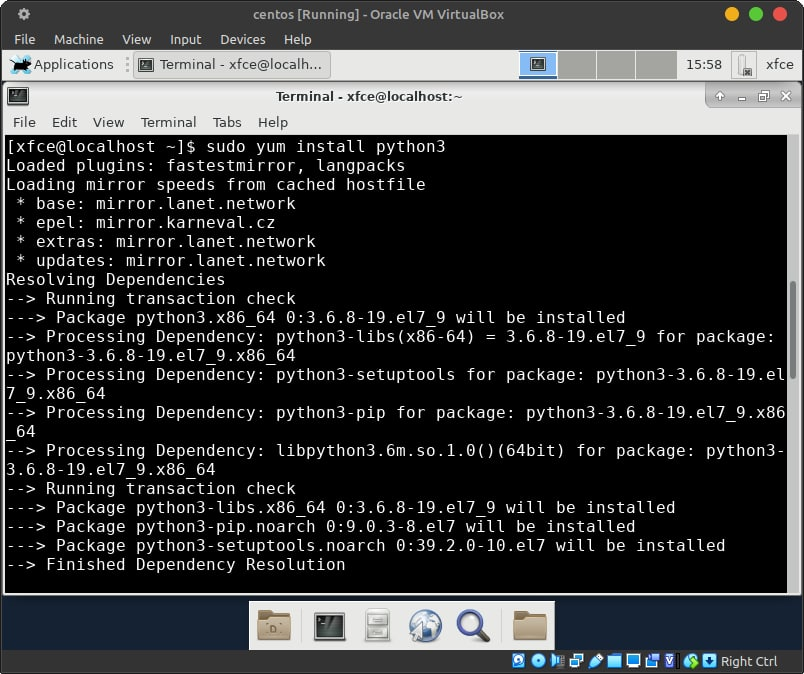 centos [Running] - Oracle VM VirtualBox
File Machine View Input Devices Help
Applications Terminal - xfce@localh... 15:58 xfce
Terminal - xfce@localhost:~
File Edit View Terminal Tabs Help
[xfce@localhost ~]$ sudo yum install python3
Loaded plugins: fastestmirror, langpacks
Loading mirror speeds from cached hostfile
 * base: mirror.lanet.network
 * epel: mirror.karneval.cz
 * extras: mirror.lanet.network
 * updates: mirror.lanet.network
Resolving Dependencies
--> Running transaction check
---> Package python3.x86_64 0:3.6.8-19.el7_9 will be installed
--> Processing Dependency: python3-libs(x86-64) = 3.6.8-19.el7_9 for package:
python3-3.6.8-19.el7_9.x86_64
--> Processing Dependency: python3-setuptools for package: python3-3.6.8-19.el
7_9.x86_64
--> Processing Dependency: python3-pip for package: python3-3.6.8-19.el7_9.x86
_64
--> Processing Dependency: libpython3.6m.so.1.0()(64bit) for package: python3-
3.6.8-19.el7_9.x86_64
--> Running transaction check
---> Package python3-libs.x86_64 0:3.6.8-19.el7_9 will be installed
---> Package python3-pip.noarch 0:9.0.3-8.el7 will be installed
---> Package python3-setuptools.noarch 0:39.2.0-10.el7 will be installed
--> Finished Dependency Resolution
Right Ctrl